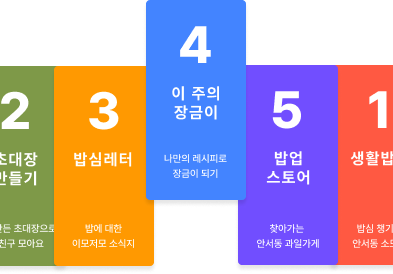 2
초대장
만들기
만든 초대장으로
친구 모아요
3
밥심레터
밥에 대한
이모저모 소식지
4
이 주의
장금이
나만의 레시피로
장금이 되기
5
밥업
스토어
찾아가는
안서동 과일가게
1
생활밥
밥심 챙기
안서동 소